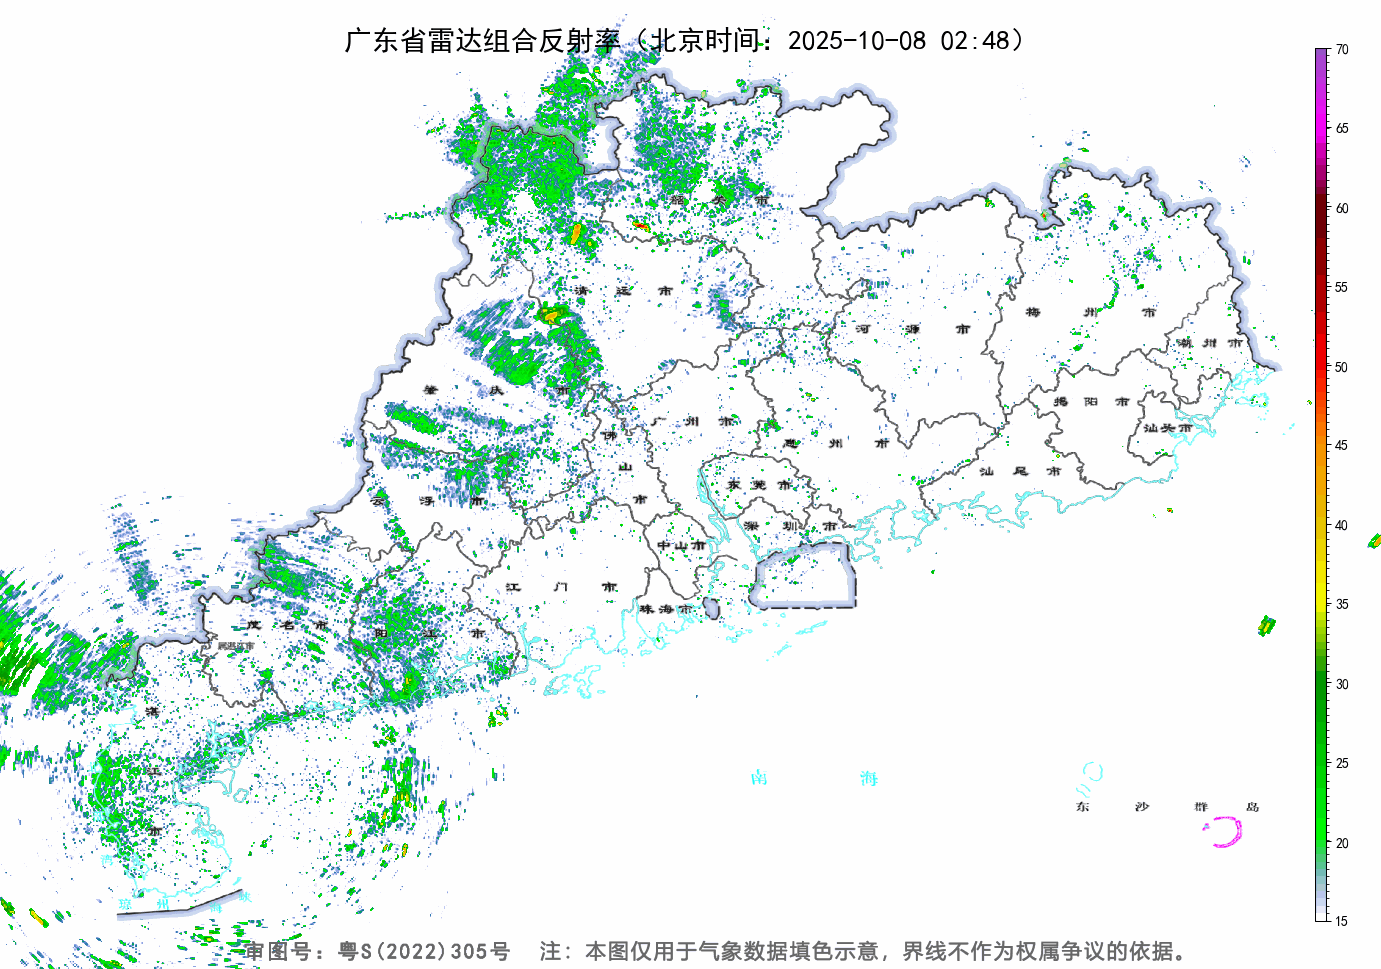 广东省雷达组合反射率（北京时间：2025-10-08 02:48）
70
65
60
55
50
45
40
35
30
25
20
15
韶关市
清远市
河源市
梅州市
潮州市
肇庆市
广州市
揭阳市
汕头市
佛山市
惠州市
汕尾市
云浮市
东莞市
深圳市
中山市
江门市
珠海市
茂名市
阳江市
湛江市
南海
东沙群岛
湾
琼州海峡
审图号：粤S(2022)305号 注：本图仅用于气象数据填色示意，界线不作为权属争议的依据。